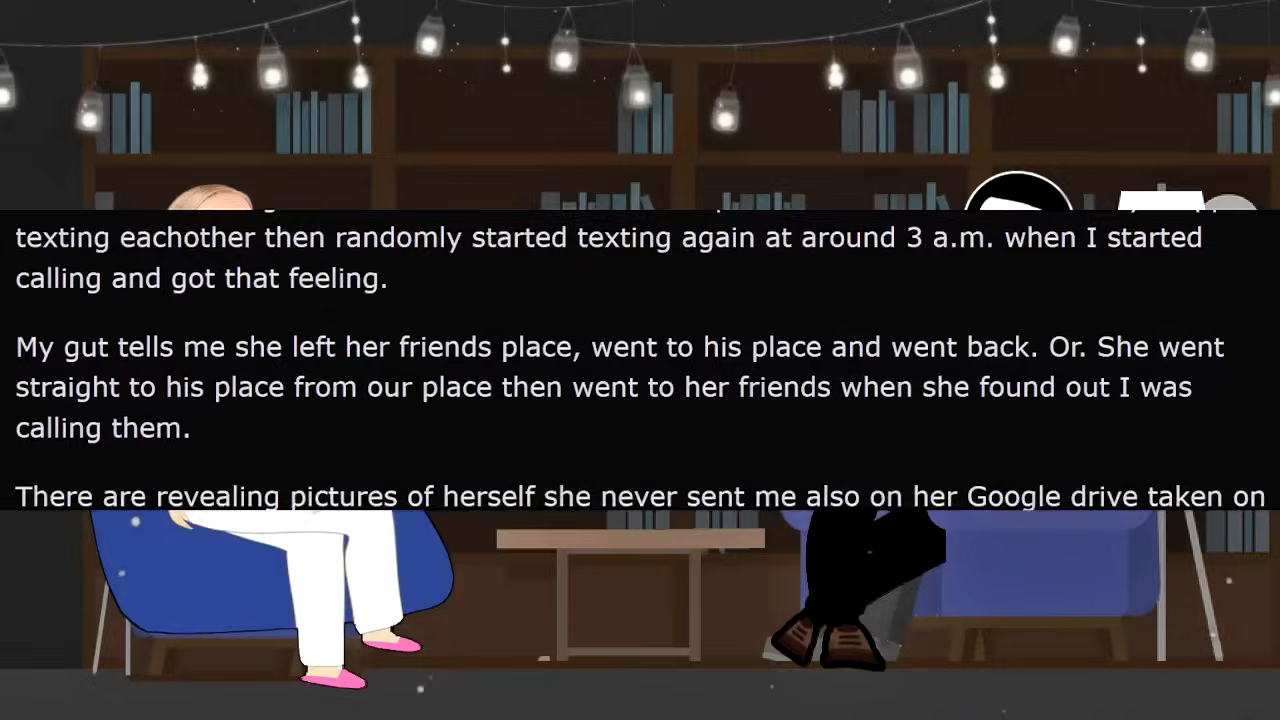 texting eachother then randomly started texting again at around 3 a.m. when I started
calling and got that feeling.
My gut tells me she left her friends place, went to his place and went back. Or. She went
straight to his place from our place then went to her friends when she found out I was
calling them.
There are revealing pictures of herself she never sent me also on her Google drive taken on